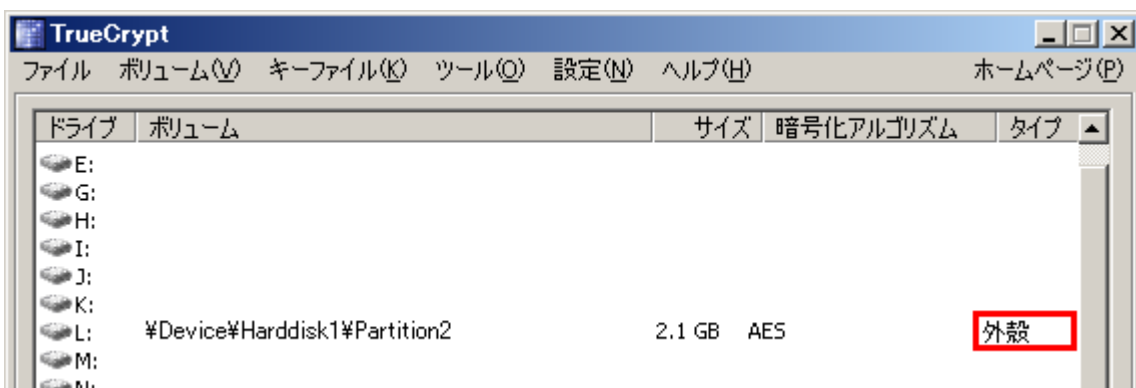 TrueCrypt
ファイル ボリューム(V) キーファイル(K) ツール(O) 設定(N) ヘルプ(H) ホームページ(P)
ドライブ ボリューム サイズ 暗号化アルゴリズム タイプ
E:
G:
H:
I:
J:
K:
L: ¥Device¥Harddisk1¥Partition2 2.1 GB AES 外殻
M:
N: